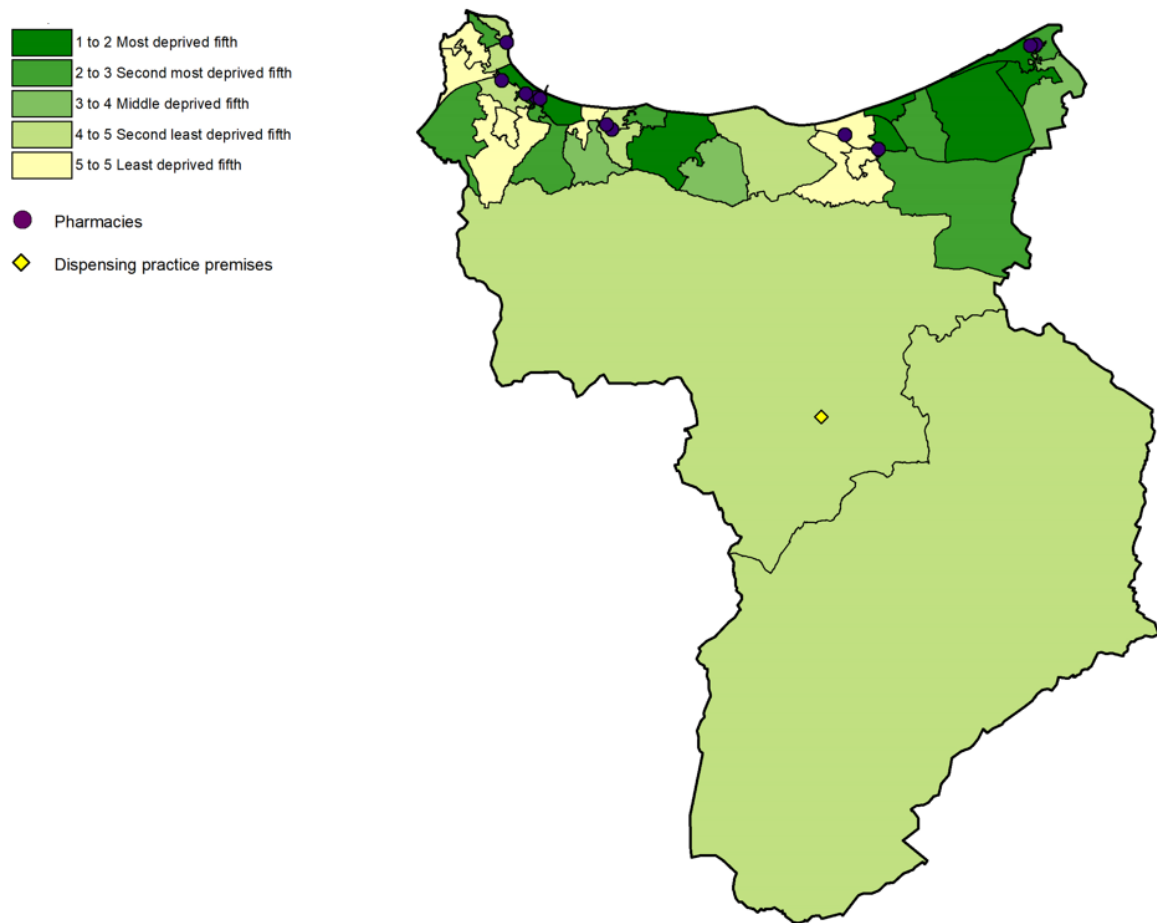 1 to 2 Most deprived fifth
2 to 3 Second most deprived fifth
3 to 4 Middle deprived fifth
4 to 5 Second least deprived fifth
5 to 5 Least deprived fifth
Pharmacies
Dispensing practice premises